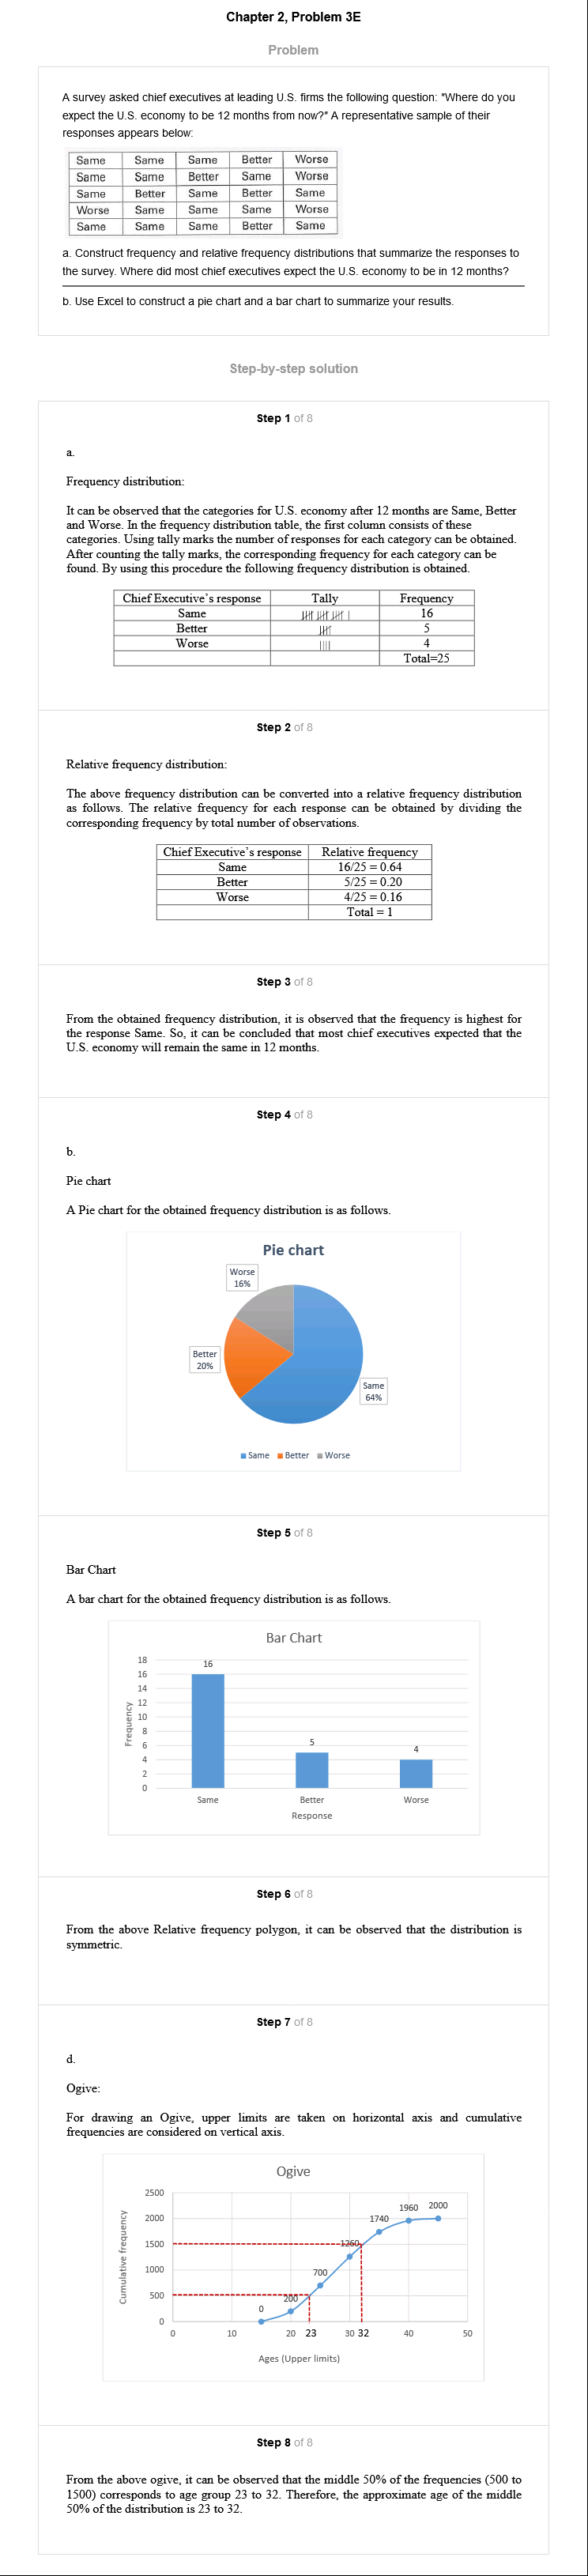 Chapter 2, Problem 3E
Problem
A survey asked chief executives at leading U.S. firms the following question: "Where do you
expect the U.S. economy to be 12 months from now?" A representative sample of their
responses appears below:
Same Same Same Better Worse
Same Same Better Same Worse
Same Better Same Better Same
Worse Same Same Same Worse
Same Same Same Better Same
a. Construct frequency and relative frequency distributions that summarize the responses to
the survey. Where did most chief executives expect the U.S. economy to be in 12 months?
b. Use Excel to construct a pie chart and a bar chart to summarize your results.
Step-by-step solution
Step 1 of 8
a.
Frequency distribution:
It can be observed that the categories for U.S. economy after 12 months are Same, Better
and Worse. In the frequency distribution table, the first column consists of these
categories. Using tally marks the number of responses for each category can be obtained.
After counting the tally marks, the corresponding frequency for each category can be
found. By using this procedure the following frequency distribution is obtained.
Chief Executive's response Tally Frequency
Same 16
Better 5
Worse 4
Total=25
Step 2 of 8
Relative frequency distribution:
The above frequency distribution can be converted into a relative frequency distribution
as follows. The relative frequency for each response can be obtained by dividing the
corresponding frequency by total number of observations.
Chief Executive's response Relative frequency
Same 16/25 = 0.64
Better 5/25 = 0.20
Worse 4/25 = 0.16
Total = 1
Step 3 of 8
From the obtained frequency distribution, it is observed that the frequency is highest for
the response Same. So, it can be concluded that most chief executives expected that the
U.S. economy will remain the same in 12 months.
Step 4 of 8
b.
Pie chart
A Pie chart for the obtained frequency distribution is as follows.
Pie chart
Worse
16%
Better
20%
Same
64%
Same Better Worse
Step 5 of 8
Bar Chart
A bar chart for the obtained frequency distribution is as follows.
Bar Chart
18
16
14
12
10
8
6
4
2
0
Frequency
16
5
4
Same Better Worse
Response
Step 6 of 8
From the above Relative frequency polygon, it can be observed that the distribution is
symmetric.
Step 7 of 8
d.
Ogive:
For drawing an Ogive, upper limits are taken on horizontal axis and cumulative
frequencies are considered on vertical axis.
Ogive
2500
2000
1500
1000
500
0
Cumulative frequency
0
200
700
1260
1740
1960
2000
0 10 20 23 30 32 40 50
Ages (Upper limits)
Step 8 of 8
From the above ogive, it can be observed that the middle 50% of the frequencies (500 to
1500) corresponds to age group 23 to 32. Therefore, the approximate age of the middle
50% of the distribution is 23 to 32.